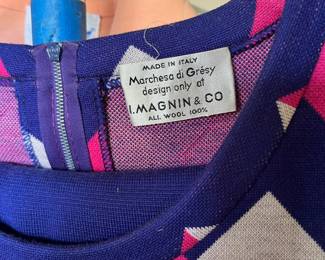 MADE IN ITALY
Marchesa di Grésy
design only at
I. MAGNIN & CO
ALL WOOL 100%